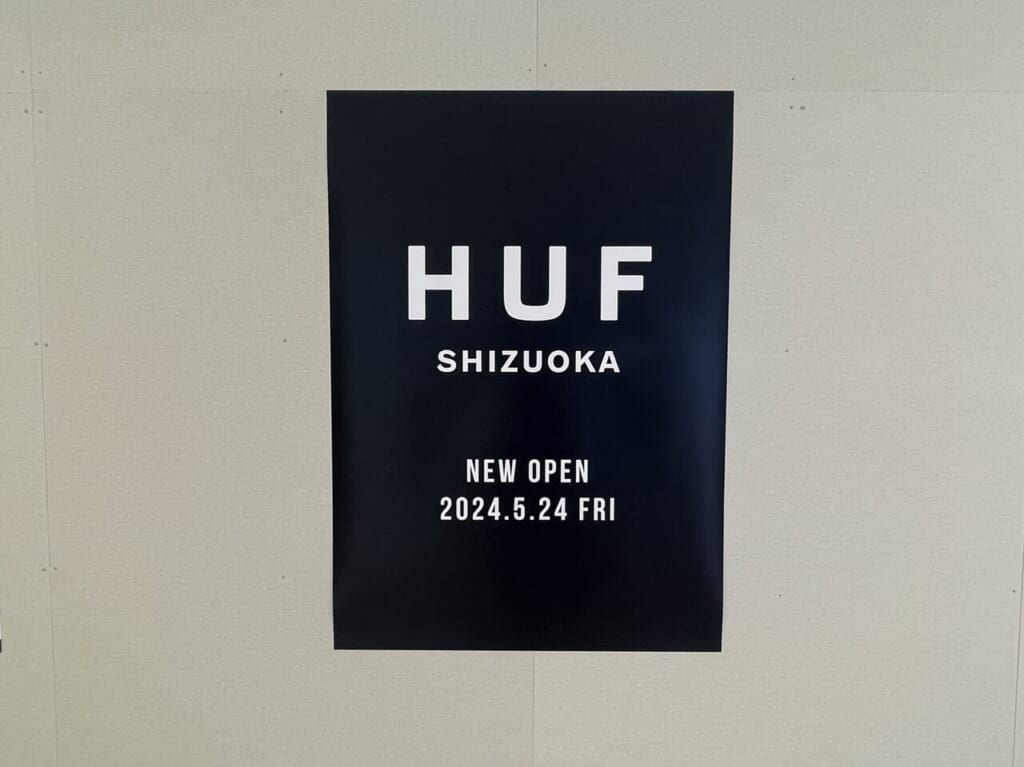 HUF
SHIZUOKA
NEW OPEN
2024.5.24 FRI